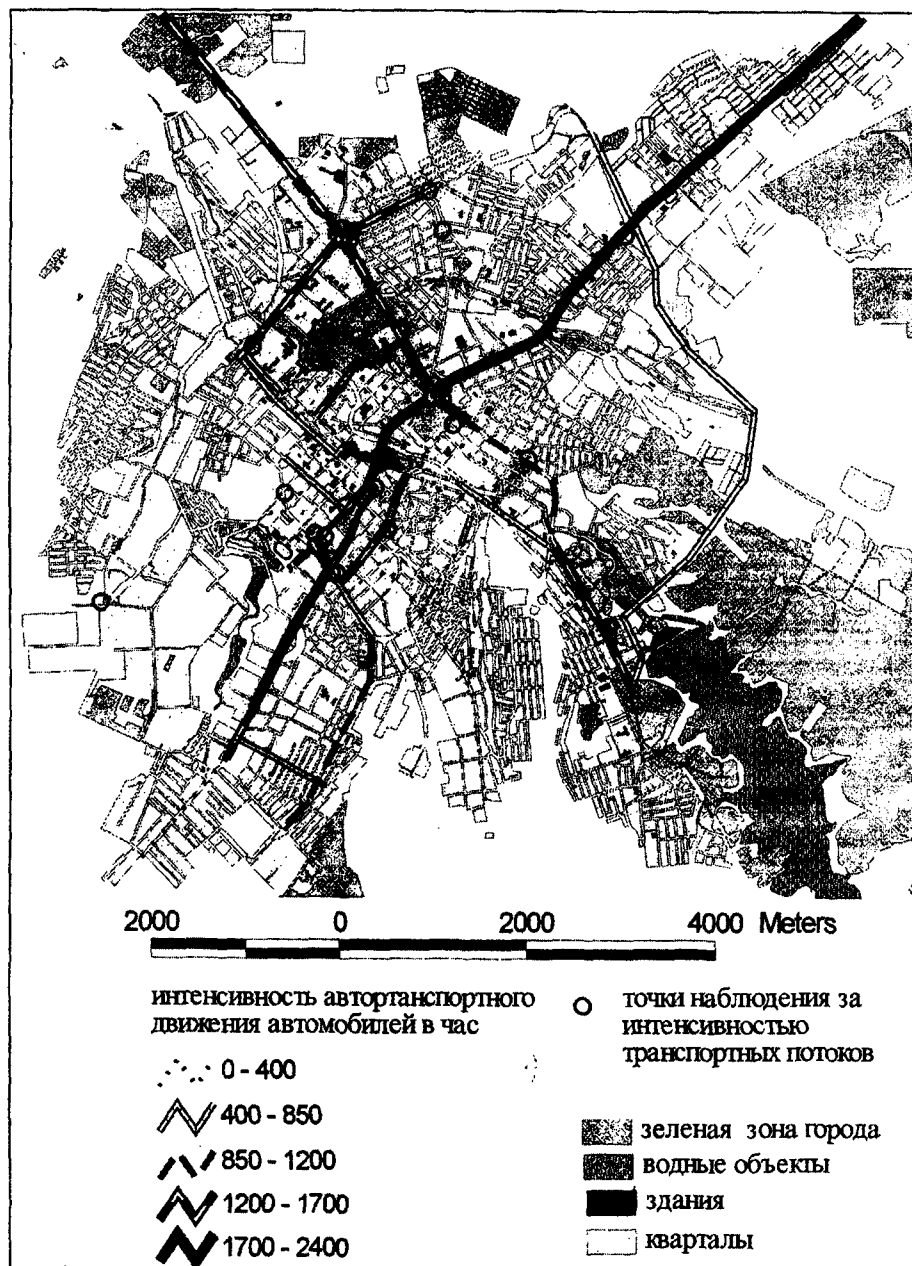 2000 0 2000 4000 Meters
интенсивность автортанспортного
движения автомобилей в час
0 - 400
400 - 850
850 - 1200
1200 - 1700
1700 - 2400
точки наблюдения за
интенсивностью
транспортных потоков
зеленая зона города
водные объекты
здания
кварталы